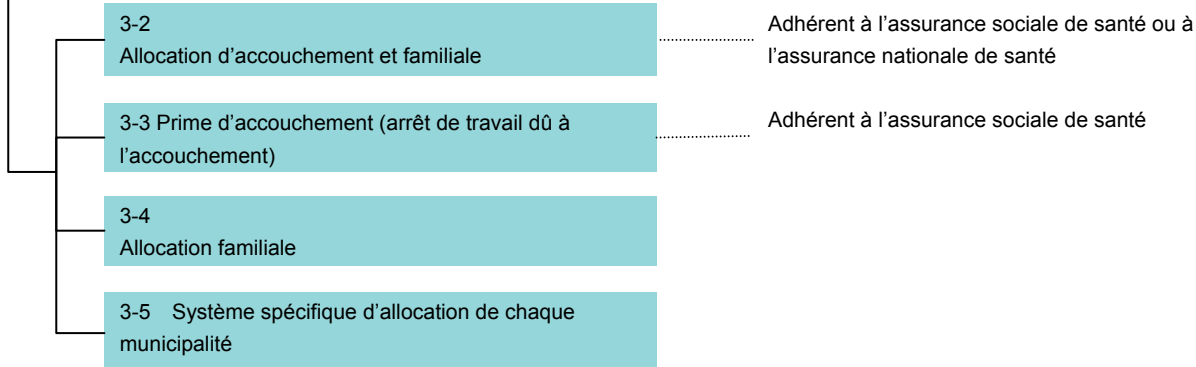 3-2
Allocation d’accouchement et familiale
Adhérent à l’assurance sociale de santé ou à
l’assurance nationale de santé
3-3 Prime d’accouchement (arrêt de travail dû à
l’accouchement)
Adhérent à l’assurance sociale de santé
3-4
Allocation familiale
3-5 Système spécifique d’allocation de chaque
municipalité